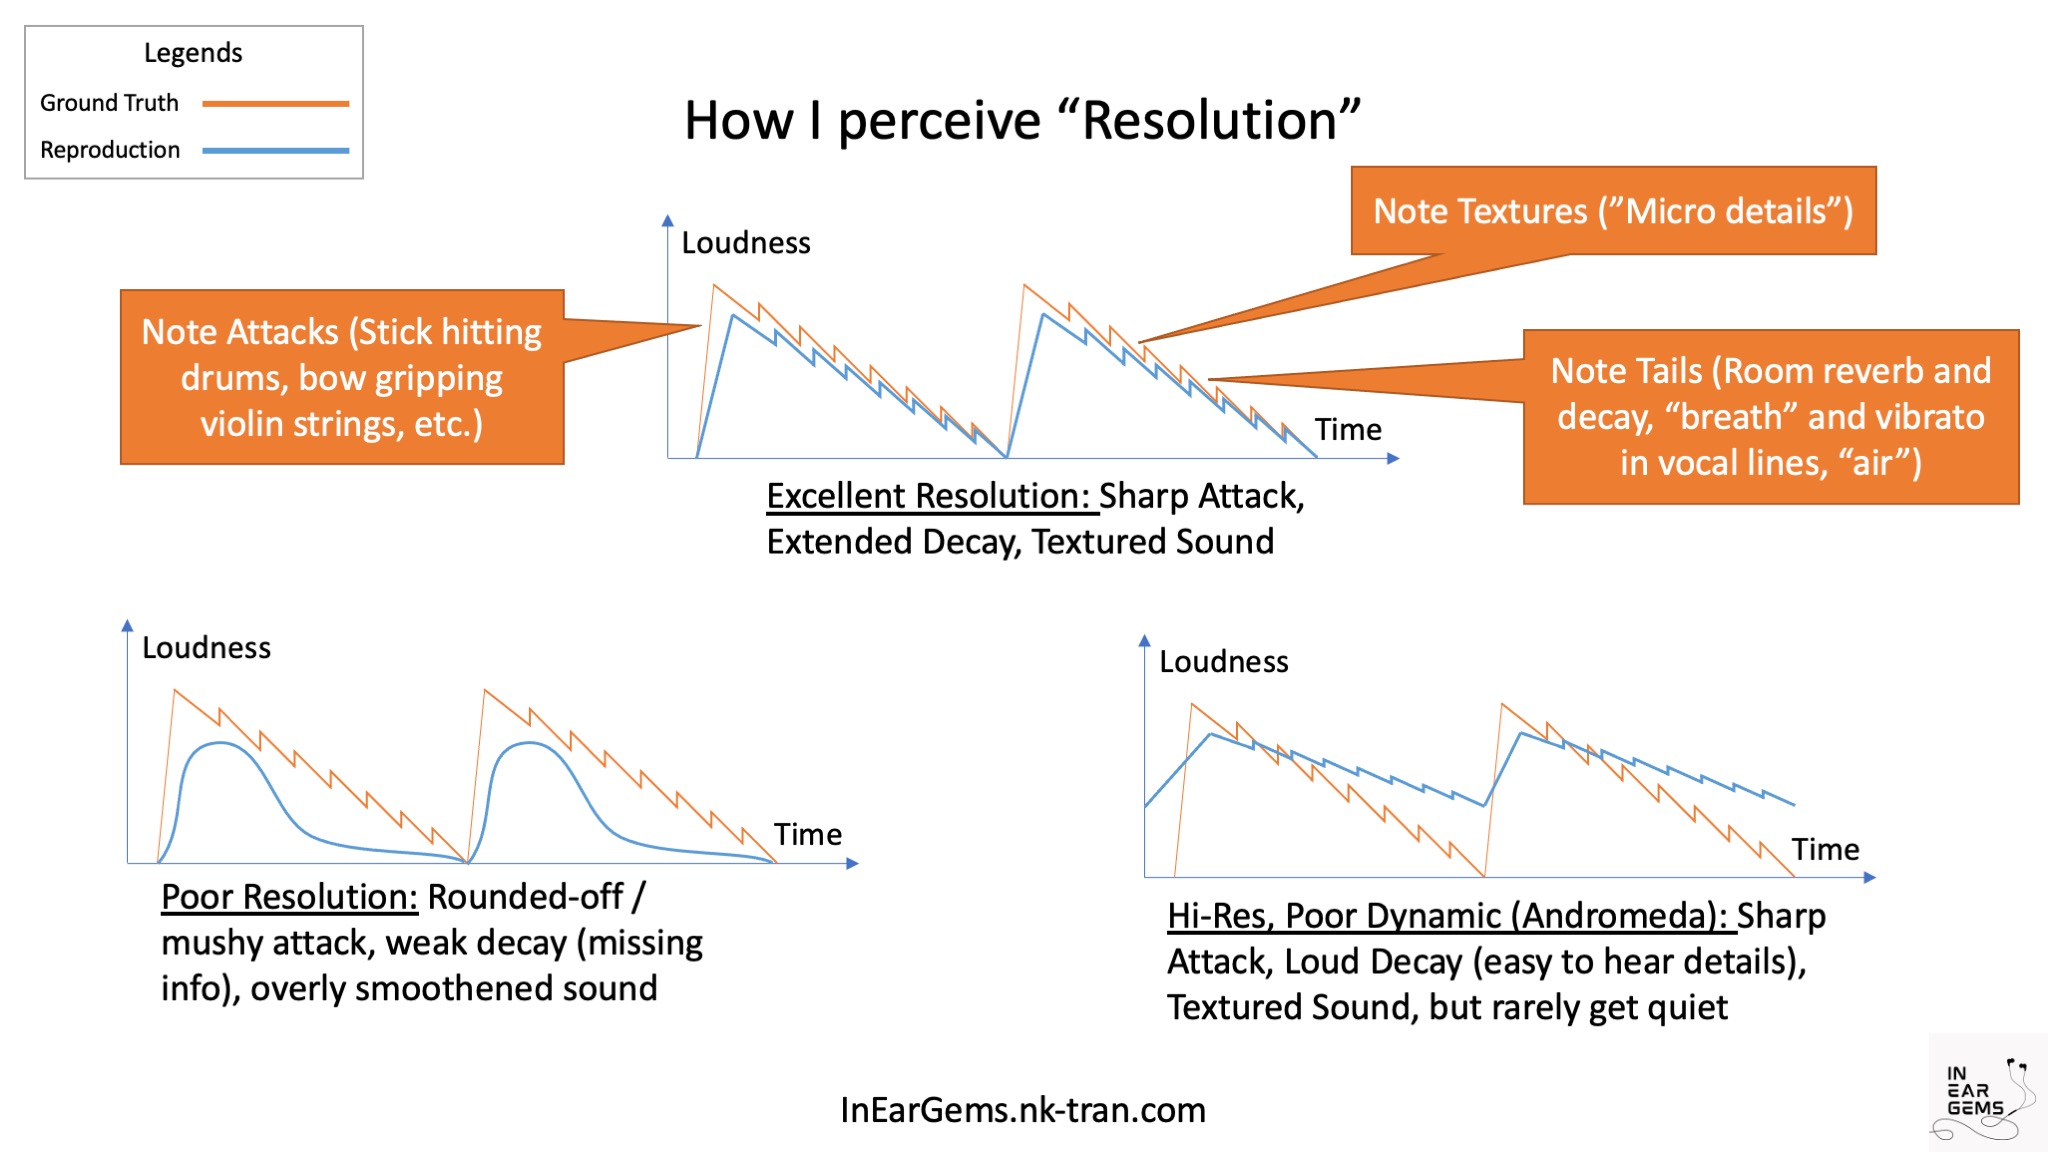 Legends
Ground Truth
Reproduction
How I perceive “Resolution”
Note Textures (”Micro details”)
Loudness
Note Attacks (Stick hitting
drums, bow gripping
violin strings, etc.)
Note Tails (Room reverb and
decay, “breath” and vibrato
in vocal lines, “air”)
Time
Excellent Resolution: Sharp Attack,
Extended Decay, Textured Sound
Loudness
Time
Poor Resolution: Rounded-off /
mushy attack, weak decay (missing
info), overly smoothened sound
Loudness
Time
Hi-Res, Poor Dynamic (Andromeda): Sharp
Attack, Loud Decay (easy to hear details),
Textured Sound, but rarely get quiet
InEarGems.nk-tran.com
IN
EAR
GEMS